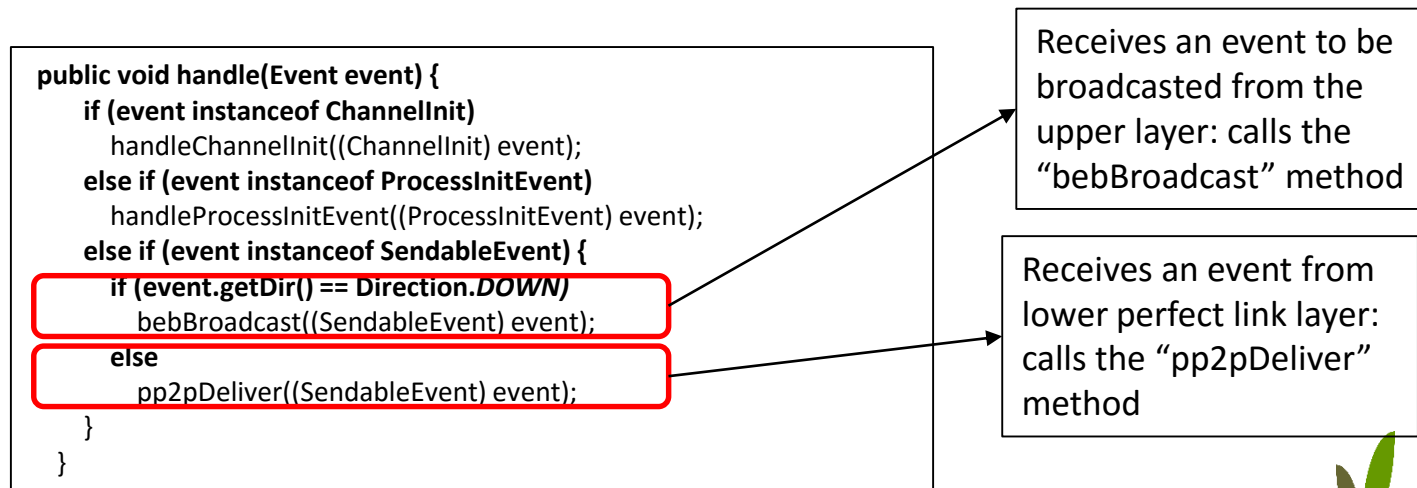 public void handle(Event event) {
if (event instanceof ChannelInit)
handleChannelInit((ChannelInit) event);
else if (event instanceof ProcessInitEvent)
handleProcessInitEvent((ProcessInitEvent) event);
else if (event instanceof SendableEvent) {
if (event.getDir() == Direction.DOWN)
bebBroadcast((SendableEvent) event);
else
pp2pDeliver((SendableEvent) event);
}
}
Receives an event to be
broadcasted from the
upper layer: calls the
“bebBroadcast” method
Receives an event from
lower perfect link layer:
calls the “pp2pDeliver”
method